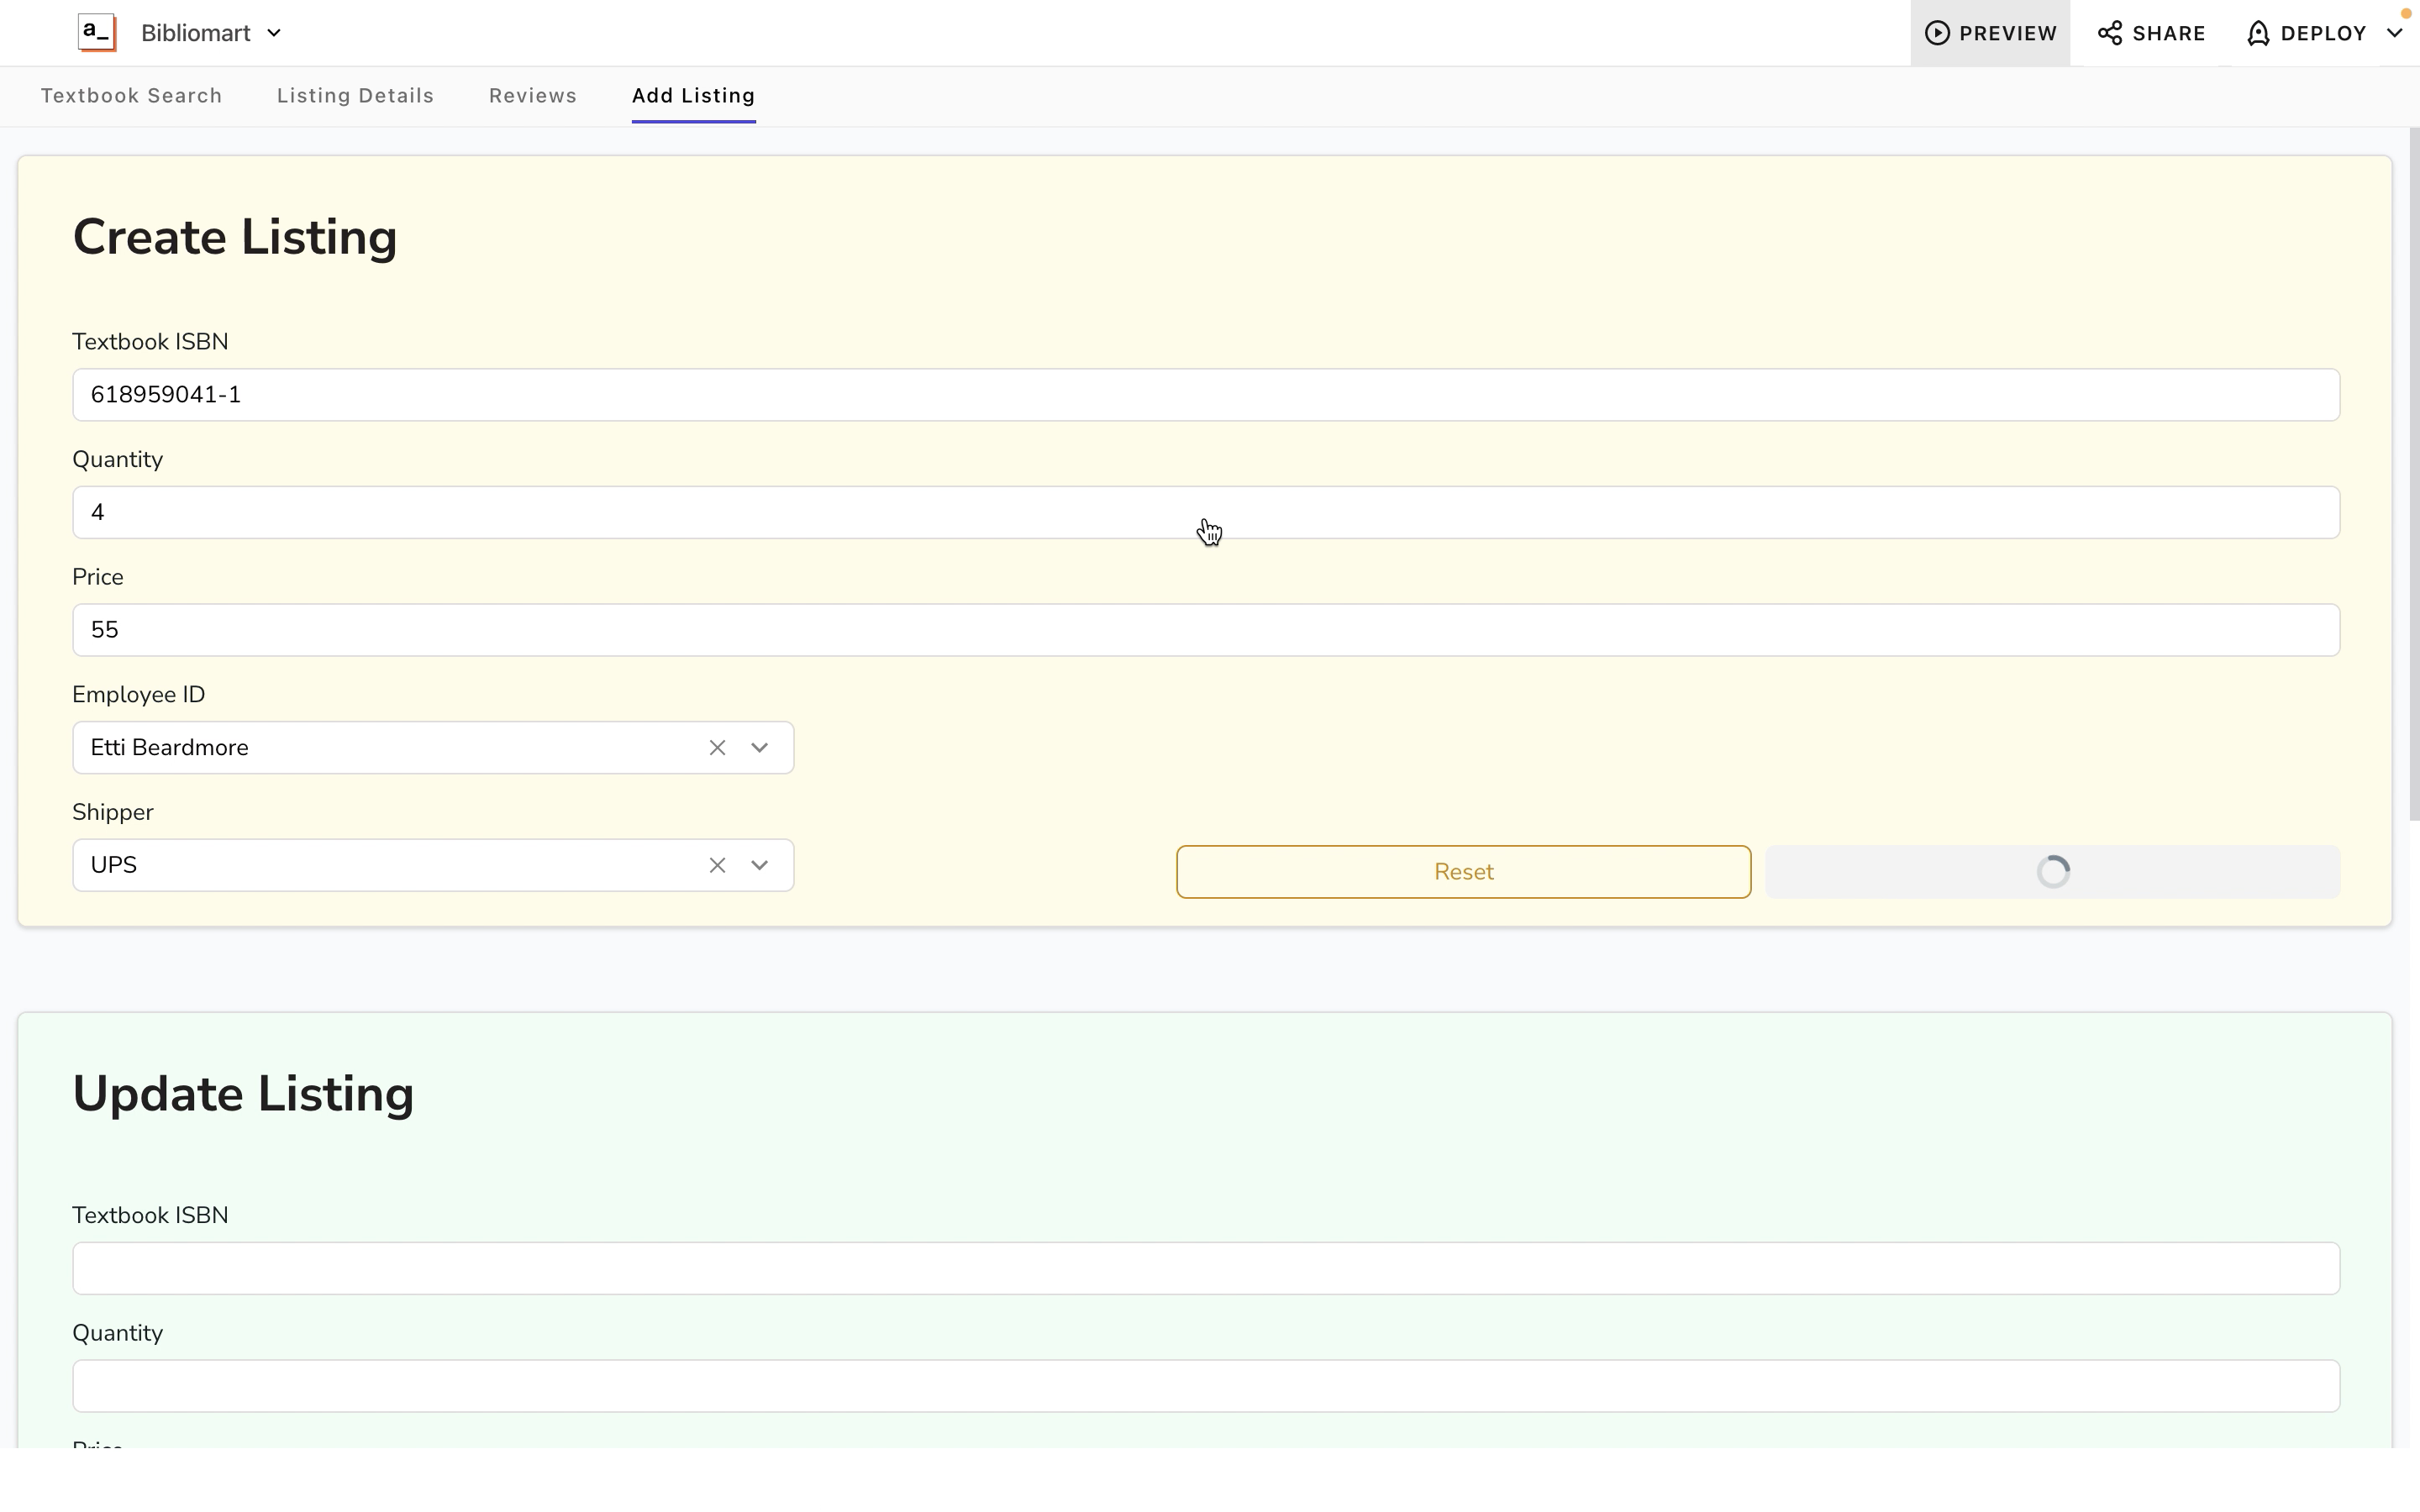 a_ Bibliomart PREVIEW SHARE DEPLOY
Textbook Search Listing Details Reviews Add Listing
Create Listing
Textbook ISBN
618959041-1
Quantity
4
Price
55
Employee ID
Etti Beardmore
Shipper
UPS
Reset
Update Listing
Textbook ISBN
Quantity
Price